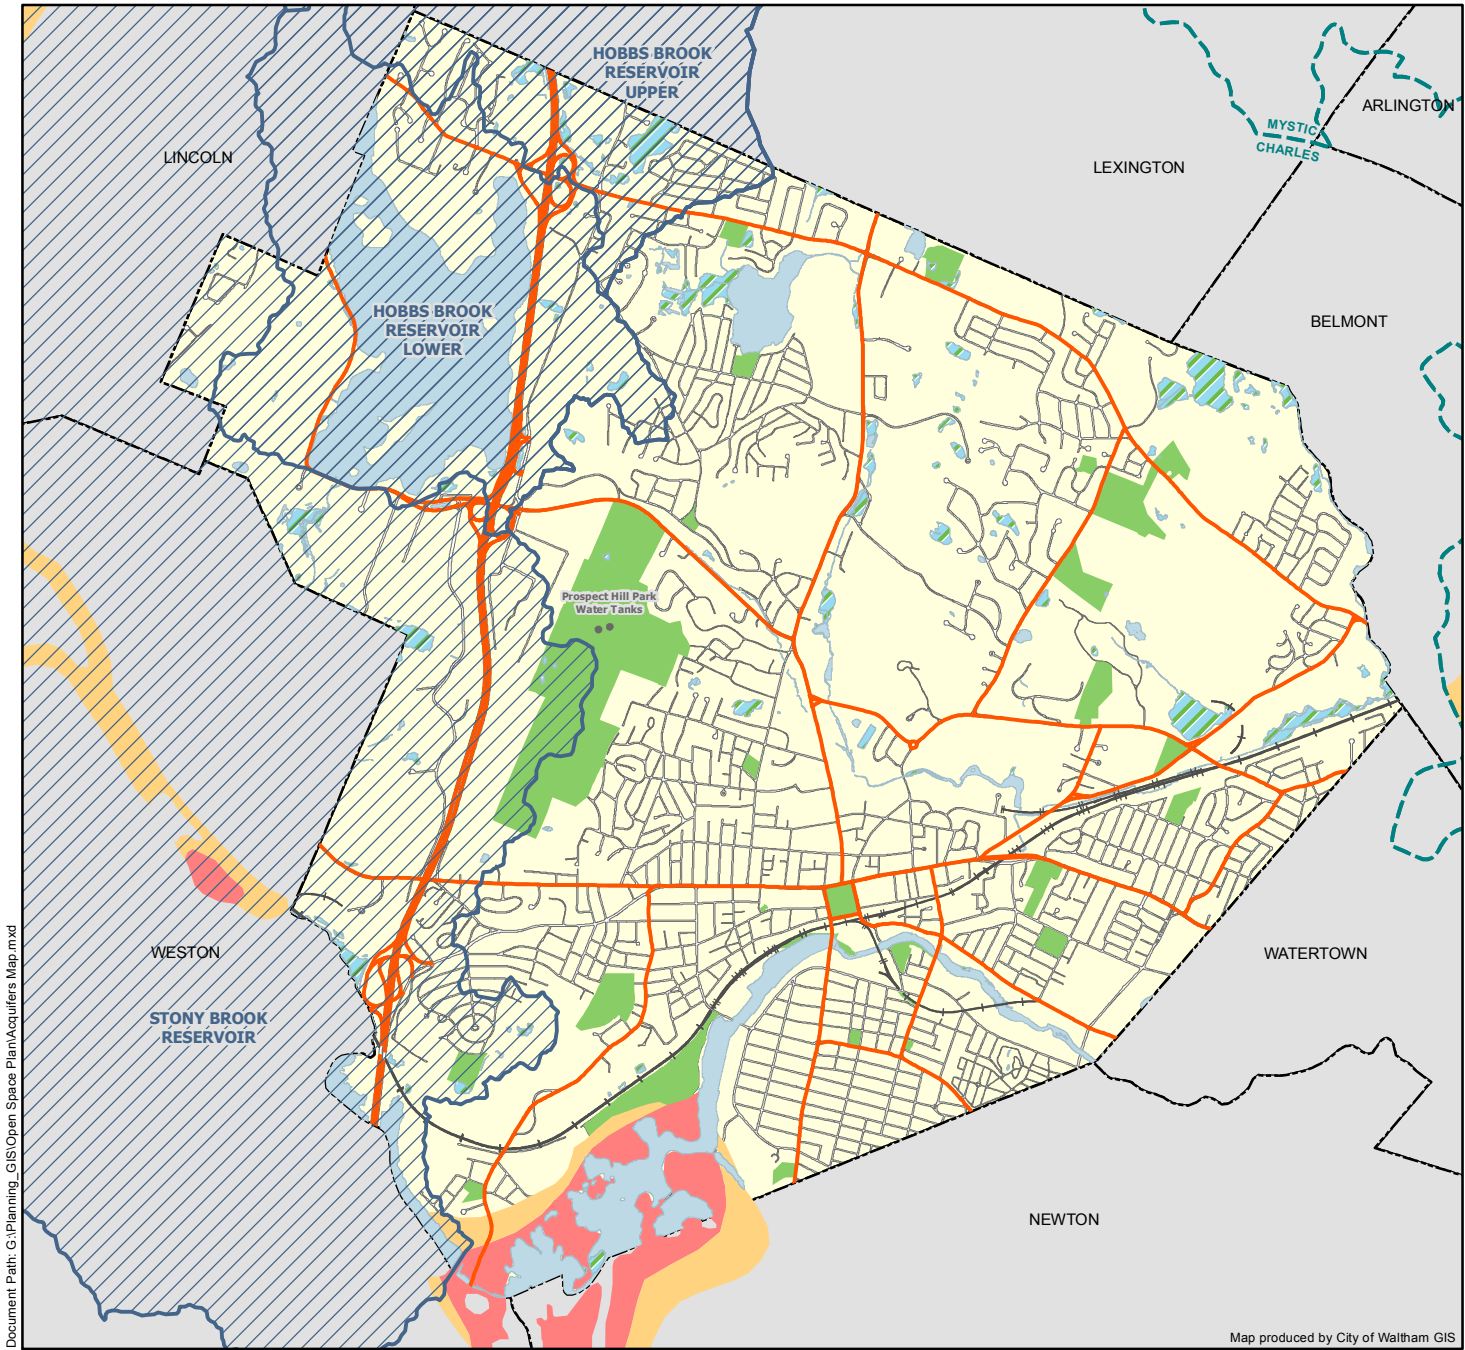 HOBBS BROOK
RESERVOIR
UPPER
ARLINGTON
MYSTIC
CHARLES
LINCOLN
LEXINGTON
HOBBS BROOK
RESERVOIR
LOWER
BELMONT
Prospect Hill Park
Water Tanks
WESTON
WATERTOWN
STONY BROOK
RESERVOIR
NEWTON
Document Path: G:\Planning_GIS\Open Space Plan\Acquifers Map.mxd
Map produced by City of Waltham GIS